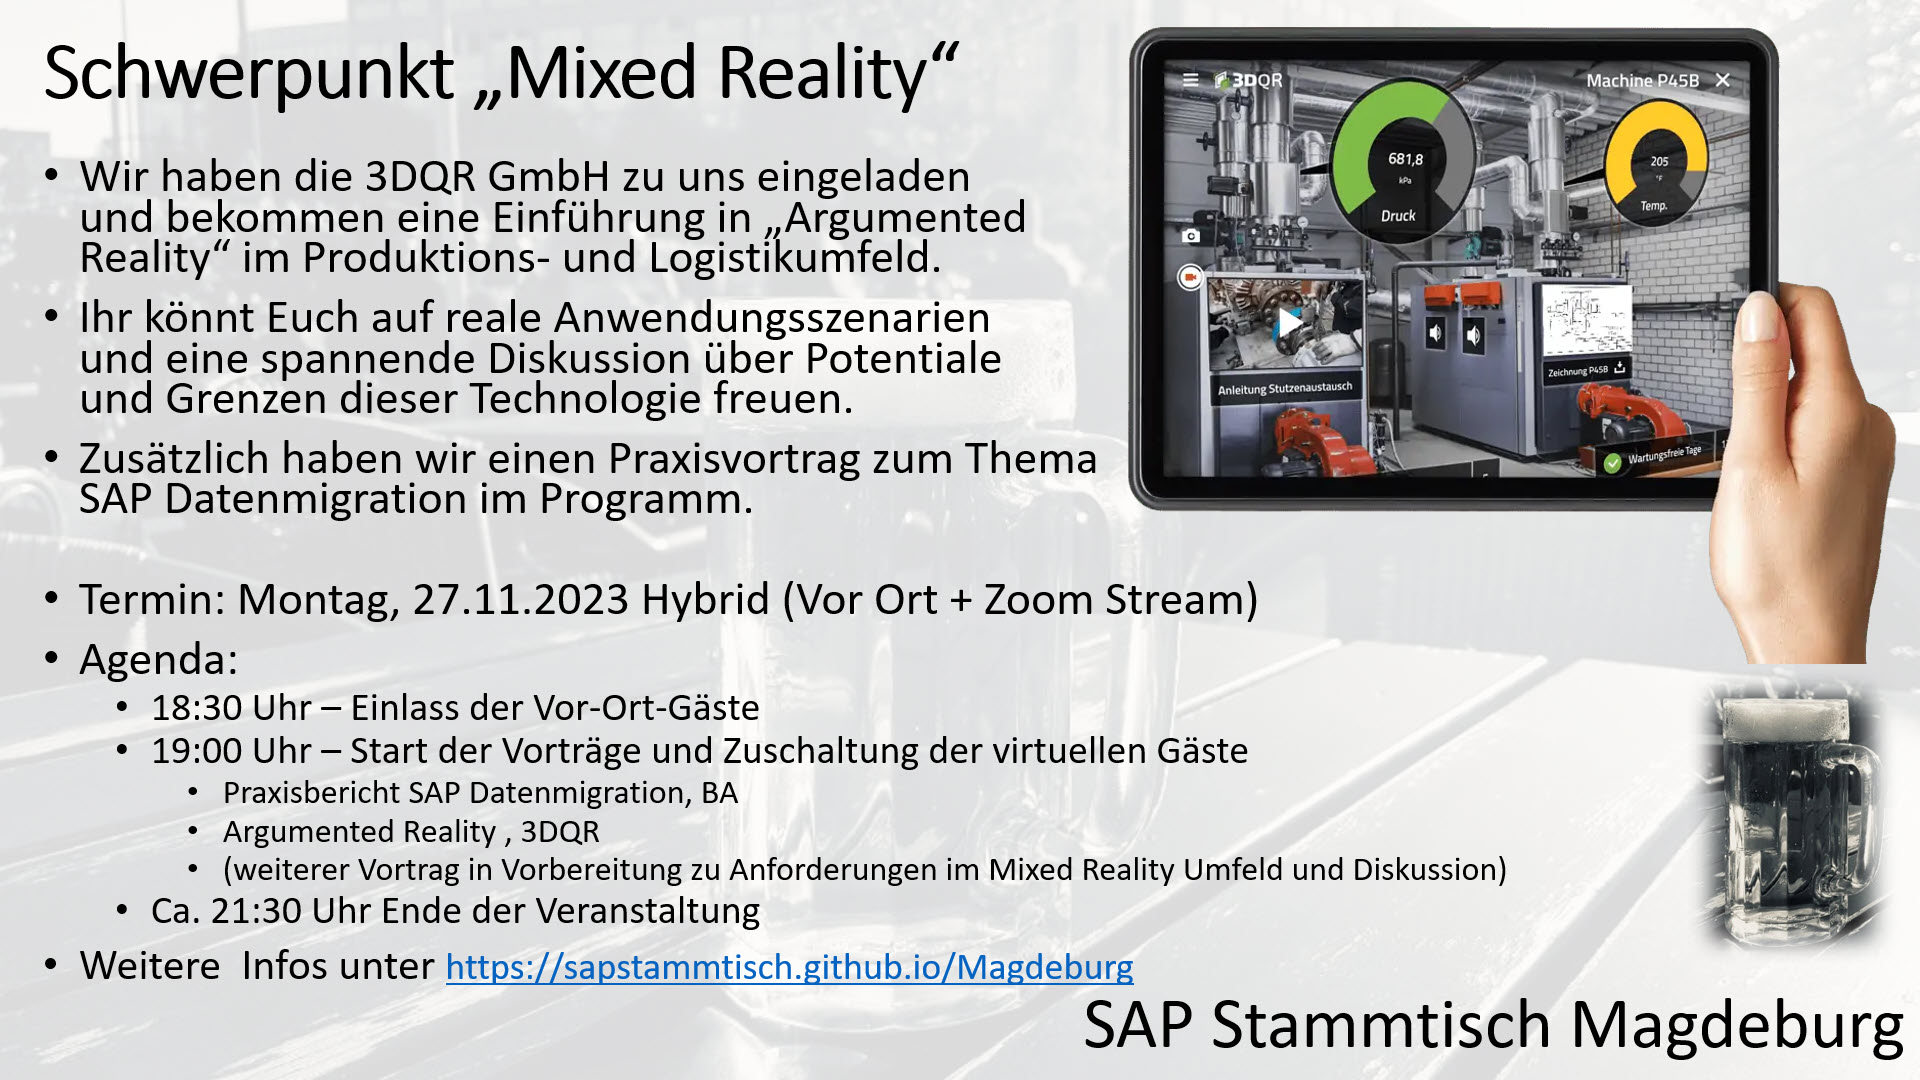 Schwerpunkt „Mixed Reality“
• Wir haben die 3DQR GmbH zu uns eingeladen
und bekommen eine Einführung in „Argumented
Reality“ im Produktions- und Logistikumfeld.
• Ihr könnt Euch auf reale Anwendungsszenarien
und eine spannende Diskussion über Potentiale
und Grenzen dieser Technologie freuen.
• Zusätzlich haben wir einen Praxisvortrag zum Thema
SAP Datenmigration im Programm.
• Termin: Montag, 27.11.2023 Hybrid (Vor Ort + Zoom Stream)
• Agenda:
• 18:30 Uhr – Einlass der Vor-Ort-Gäste
• 19:00 Uhr – Start der Vorträge und Zuschaltung der virtuellen Gäste
• Praxisbericht SAP Datenmigration, BA
• Argumented Reality , 3DQR
• (weiterer Vortrag in Vorbereitung zu Anforderungen im Mixed Reality Umfeld und Diskussion)
• Ca. 21:30 Uhr Ende der Veranstaltung
• Weitere  Infos unter https://sapstammtisch.github.io/Magdeburg
3DQR
Machine P45B
681,8
kPa
Druck
205
°F
Temp.
Anleitung Stutzenaustausch
Zeichnung P45B
Wartungsfreie Tage
SAP Stammtisch Magdeburg